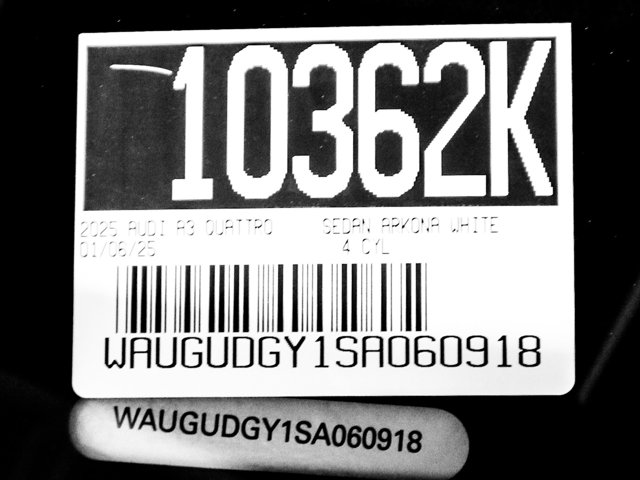 10362K
2025 AUDI A3 QUATTRO SEDAN ARKONA WHITE
01/06/25 4 CYL
WAUGUDGY1SA060918
WAUGUDGY1SA060918